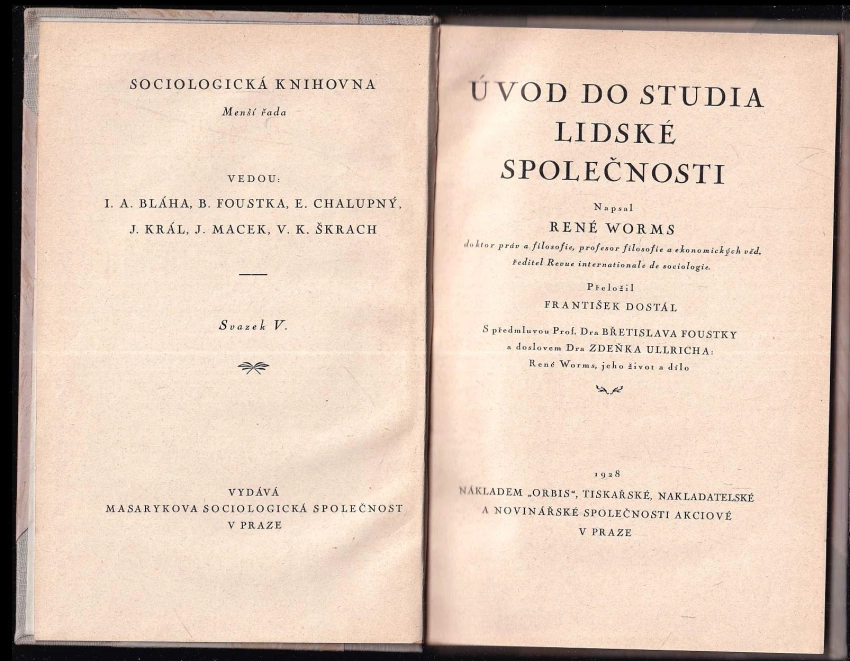 SOCIOLOGICKÁ KNIHOVNA
Menší řada
VEDOU:
I. A. BLÁHA, B. FOUSTKA, E. CHALUPNÝ,
J. KRÁL, J. MACEK, V. K. ŠKRACH
Svazek V.
VYDÁVÁ
MASARYKOVA SOCIOLOGICKÁ SPOLEČNOST
V PRAZE
ÚVOD DO STUDIA
LIDSKÉ
SPOLEČNOSTI
Napsal
RENÉ WORMS
doktor práv a filosofie, profesor filosofie a ekonomických věd,
ředitel Revue internationale de sociologie.
Přeložil
FRANTIŠEK DOSTÁL
S předmluvou Prof. Dra BŘETISLAVA FOUSTKY
a doslovem Dra ZDEŇKA ULLRICHA:
René Worms, jeho život a dílo
1928
NÁKLADEM „ORBIS“, TISKAŘSKÉ, NAKLADATELSKÉ
A NOVINÁŘSKÉ SPOLEČNOSTI AKCIOVÉ
V PRAZE